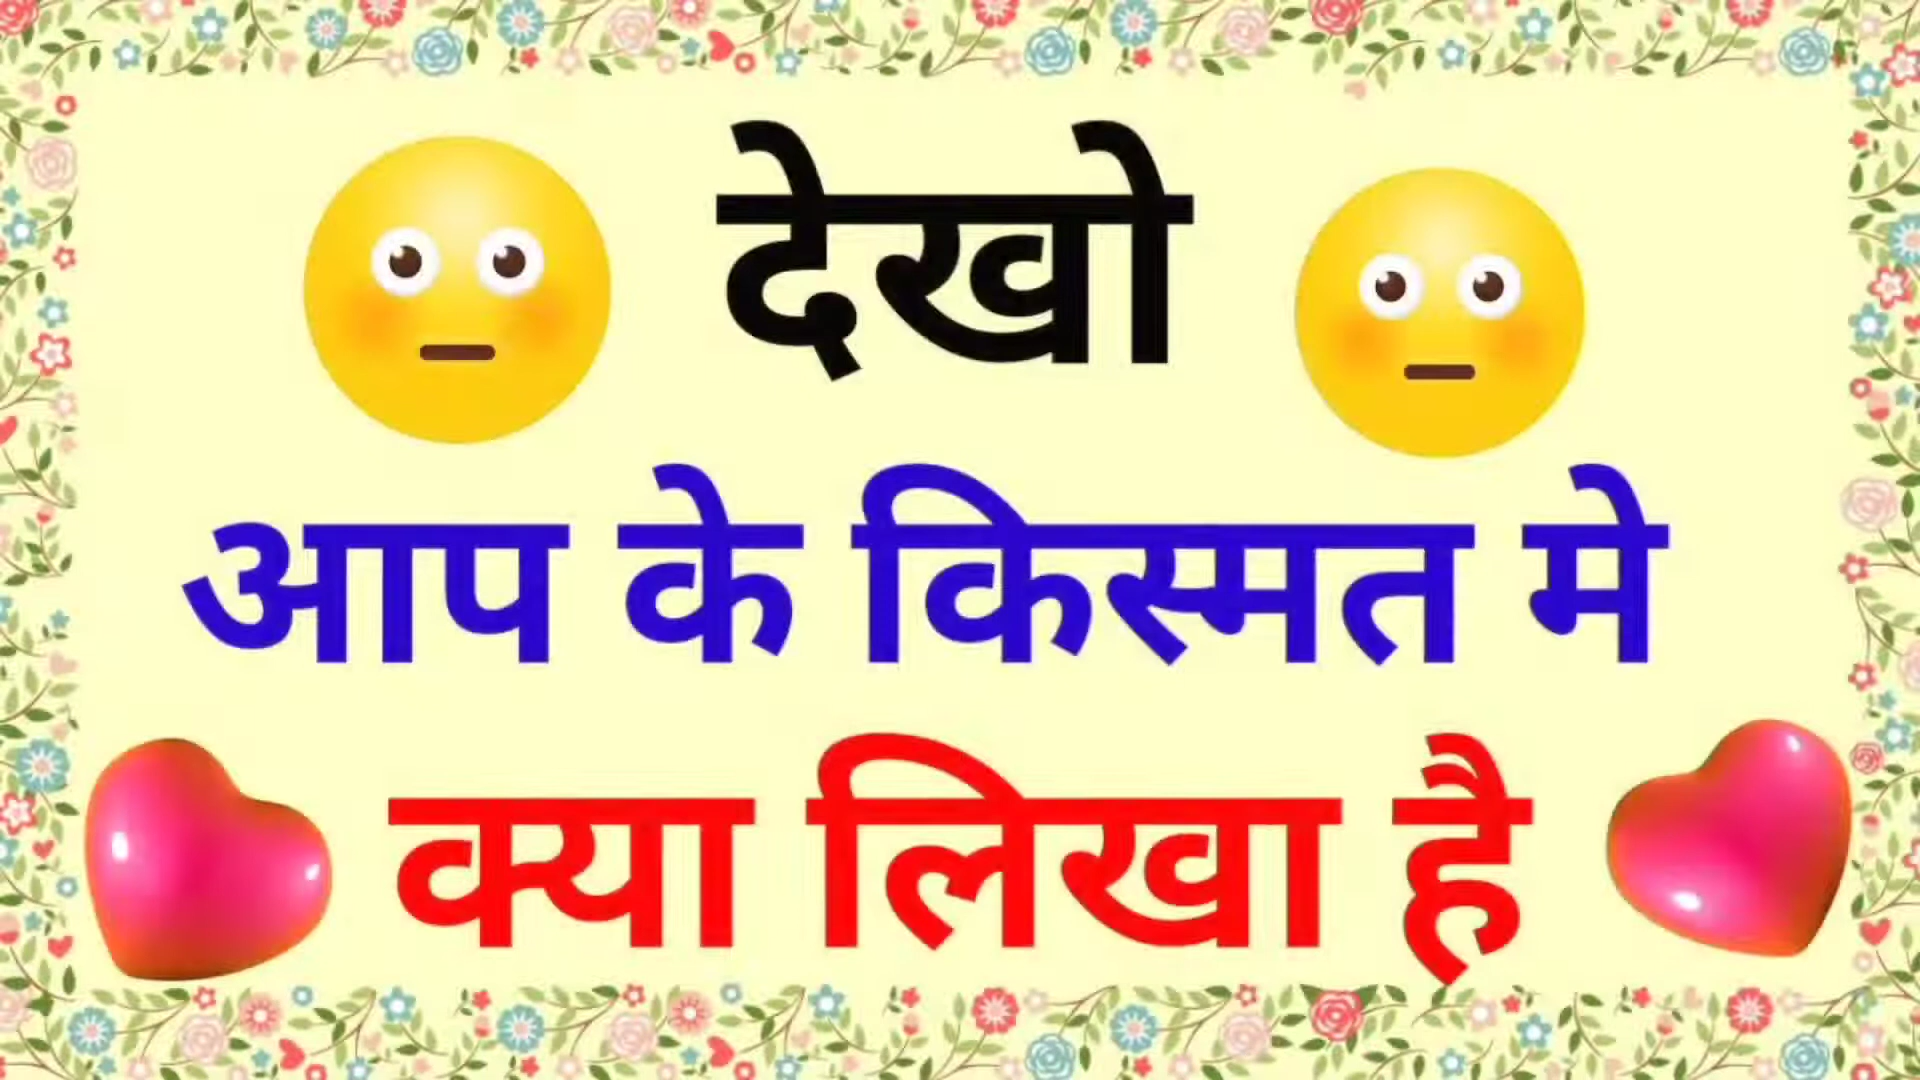 देखो
आप के किस्मत मे
क्या लिखा है